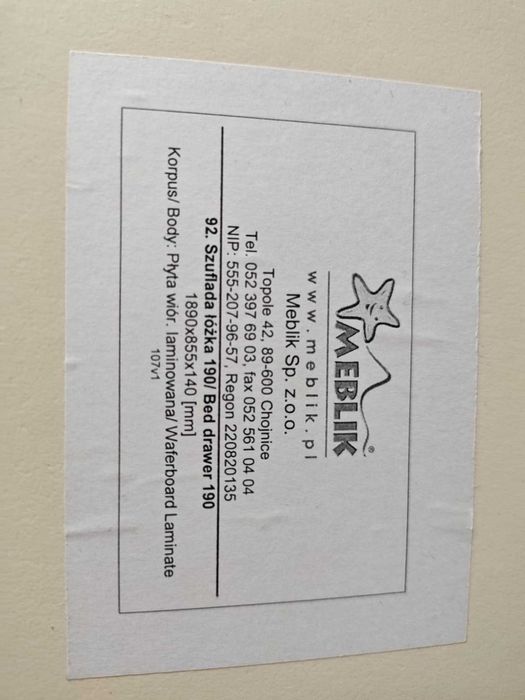 MEBLIK®
www.meblik.pl
Meblik Sp. z.o.o.
Topole 42, 89-600 Chojnice
Tel. 052 397 69 03, fax 052 561 04 04
NIP: 555-207-96-57, Regon 220820135
92. Szuflada łóżka 190/ Bed drawer 190
1890x855x140 [mm]
Korpus/ Body: Płyta wiór. laminowana/ Waferboard Laminate
107v1